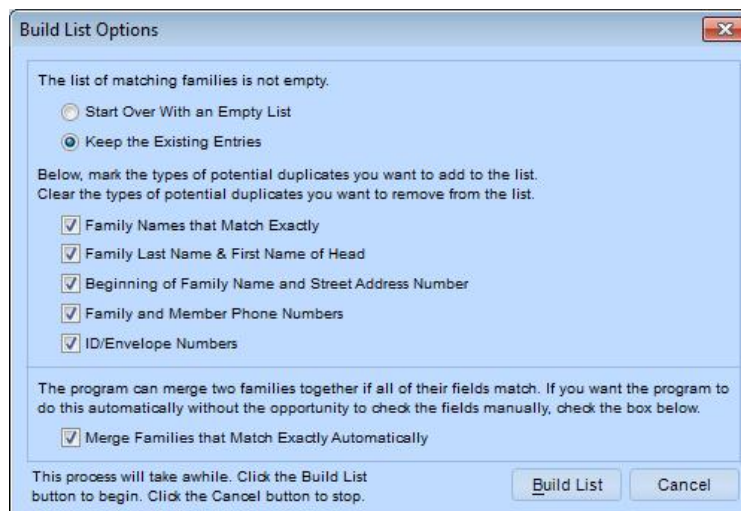 Build List Options
The list of matching families is not empty.
Start Over With an Empty List
Keep the Existing Entries
Below, mark the types of potential duplicates you want to add to the list.
Clear the types of potential duplicates you want to remove from the list.
Family Names that Match Exactly
Family Last Name & First Name of Head
Beginning of Family Name and Street Address Number
Family and Member Phone Numbers
ID/Envelope Numbers
The program can merge two families together if all of their fields match. If you want the program to
do this automatically without the opportunity to check the fields manually, check the box below.
Merge Families that Match Exactly Automatically
This process will take awhile. Click the Build List
button to begin. Click the Cancel button to stop.
Build List
Cancel